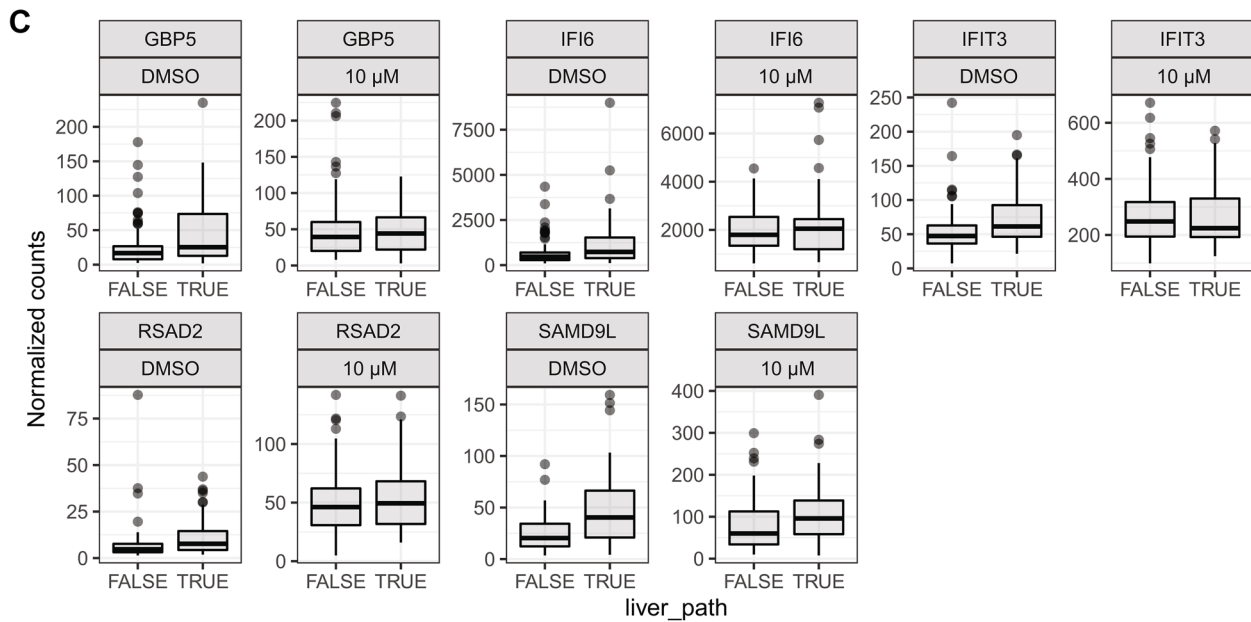 C
GBP5 GBP5 IFI6 IFI6 IFIT3 IFIT3
DMSO 10 µM DMSO 10 µM DMSO 10 µM
200 150 100 50 0
200 150 100 50 0
7500 5000 2500 0
6000 4000 2000
250 200 150 100 50 0
600 400 200
FALSE TRUE FALSE TRUE FALSE TRUE FALSE TRUE FALSE TRUE FALSE TRUE
RSAD2 RSAD2 SAMD9L SAMD9L
DMSO 10 µM DMSO 10 µM
75 50 25 0
100 50 0
150 100 50 0
400 300 200 100 0
FALSE TRUE FALSE TRUE FALSE TRUE FALSE TRUE
Normalized counts
liver_path